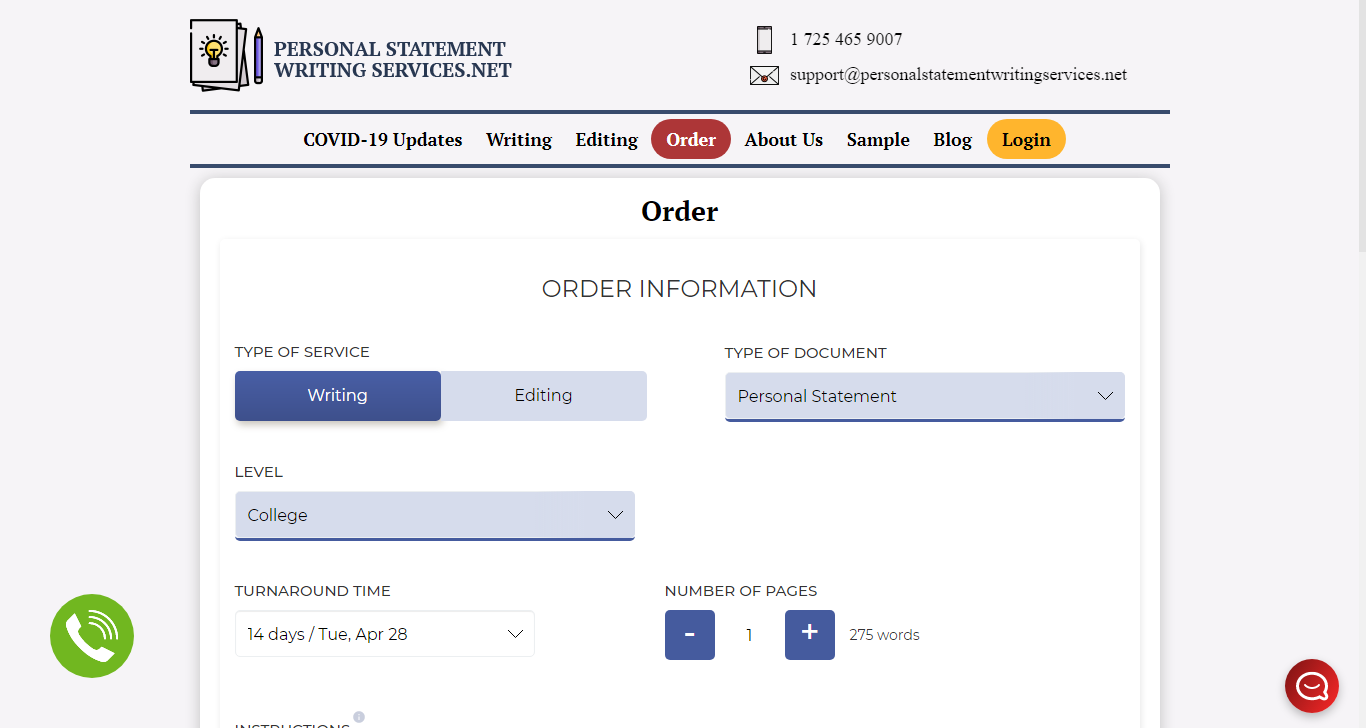 PERSONAL STATEMENT
WRITING SERVICES.NET
1 725 465 9007
support@personalstatementwritingservices.net
COVID-19 Updates Writing Editing Order About Us Sample Blog Login
Order
ORDER INFORMATION
TYPE OF SERVICE
Writing Editing
TYPE OF DOCUMENT
Personal Statement
LEVEL
College
TURNAROUND TIME
14 days / Tue, Apr 28
NUMBER OF PAGES
- 1 + 275 words
INSTRUCTIONS i